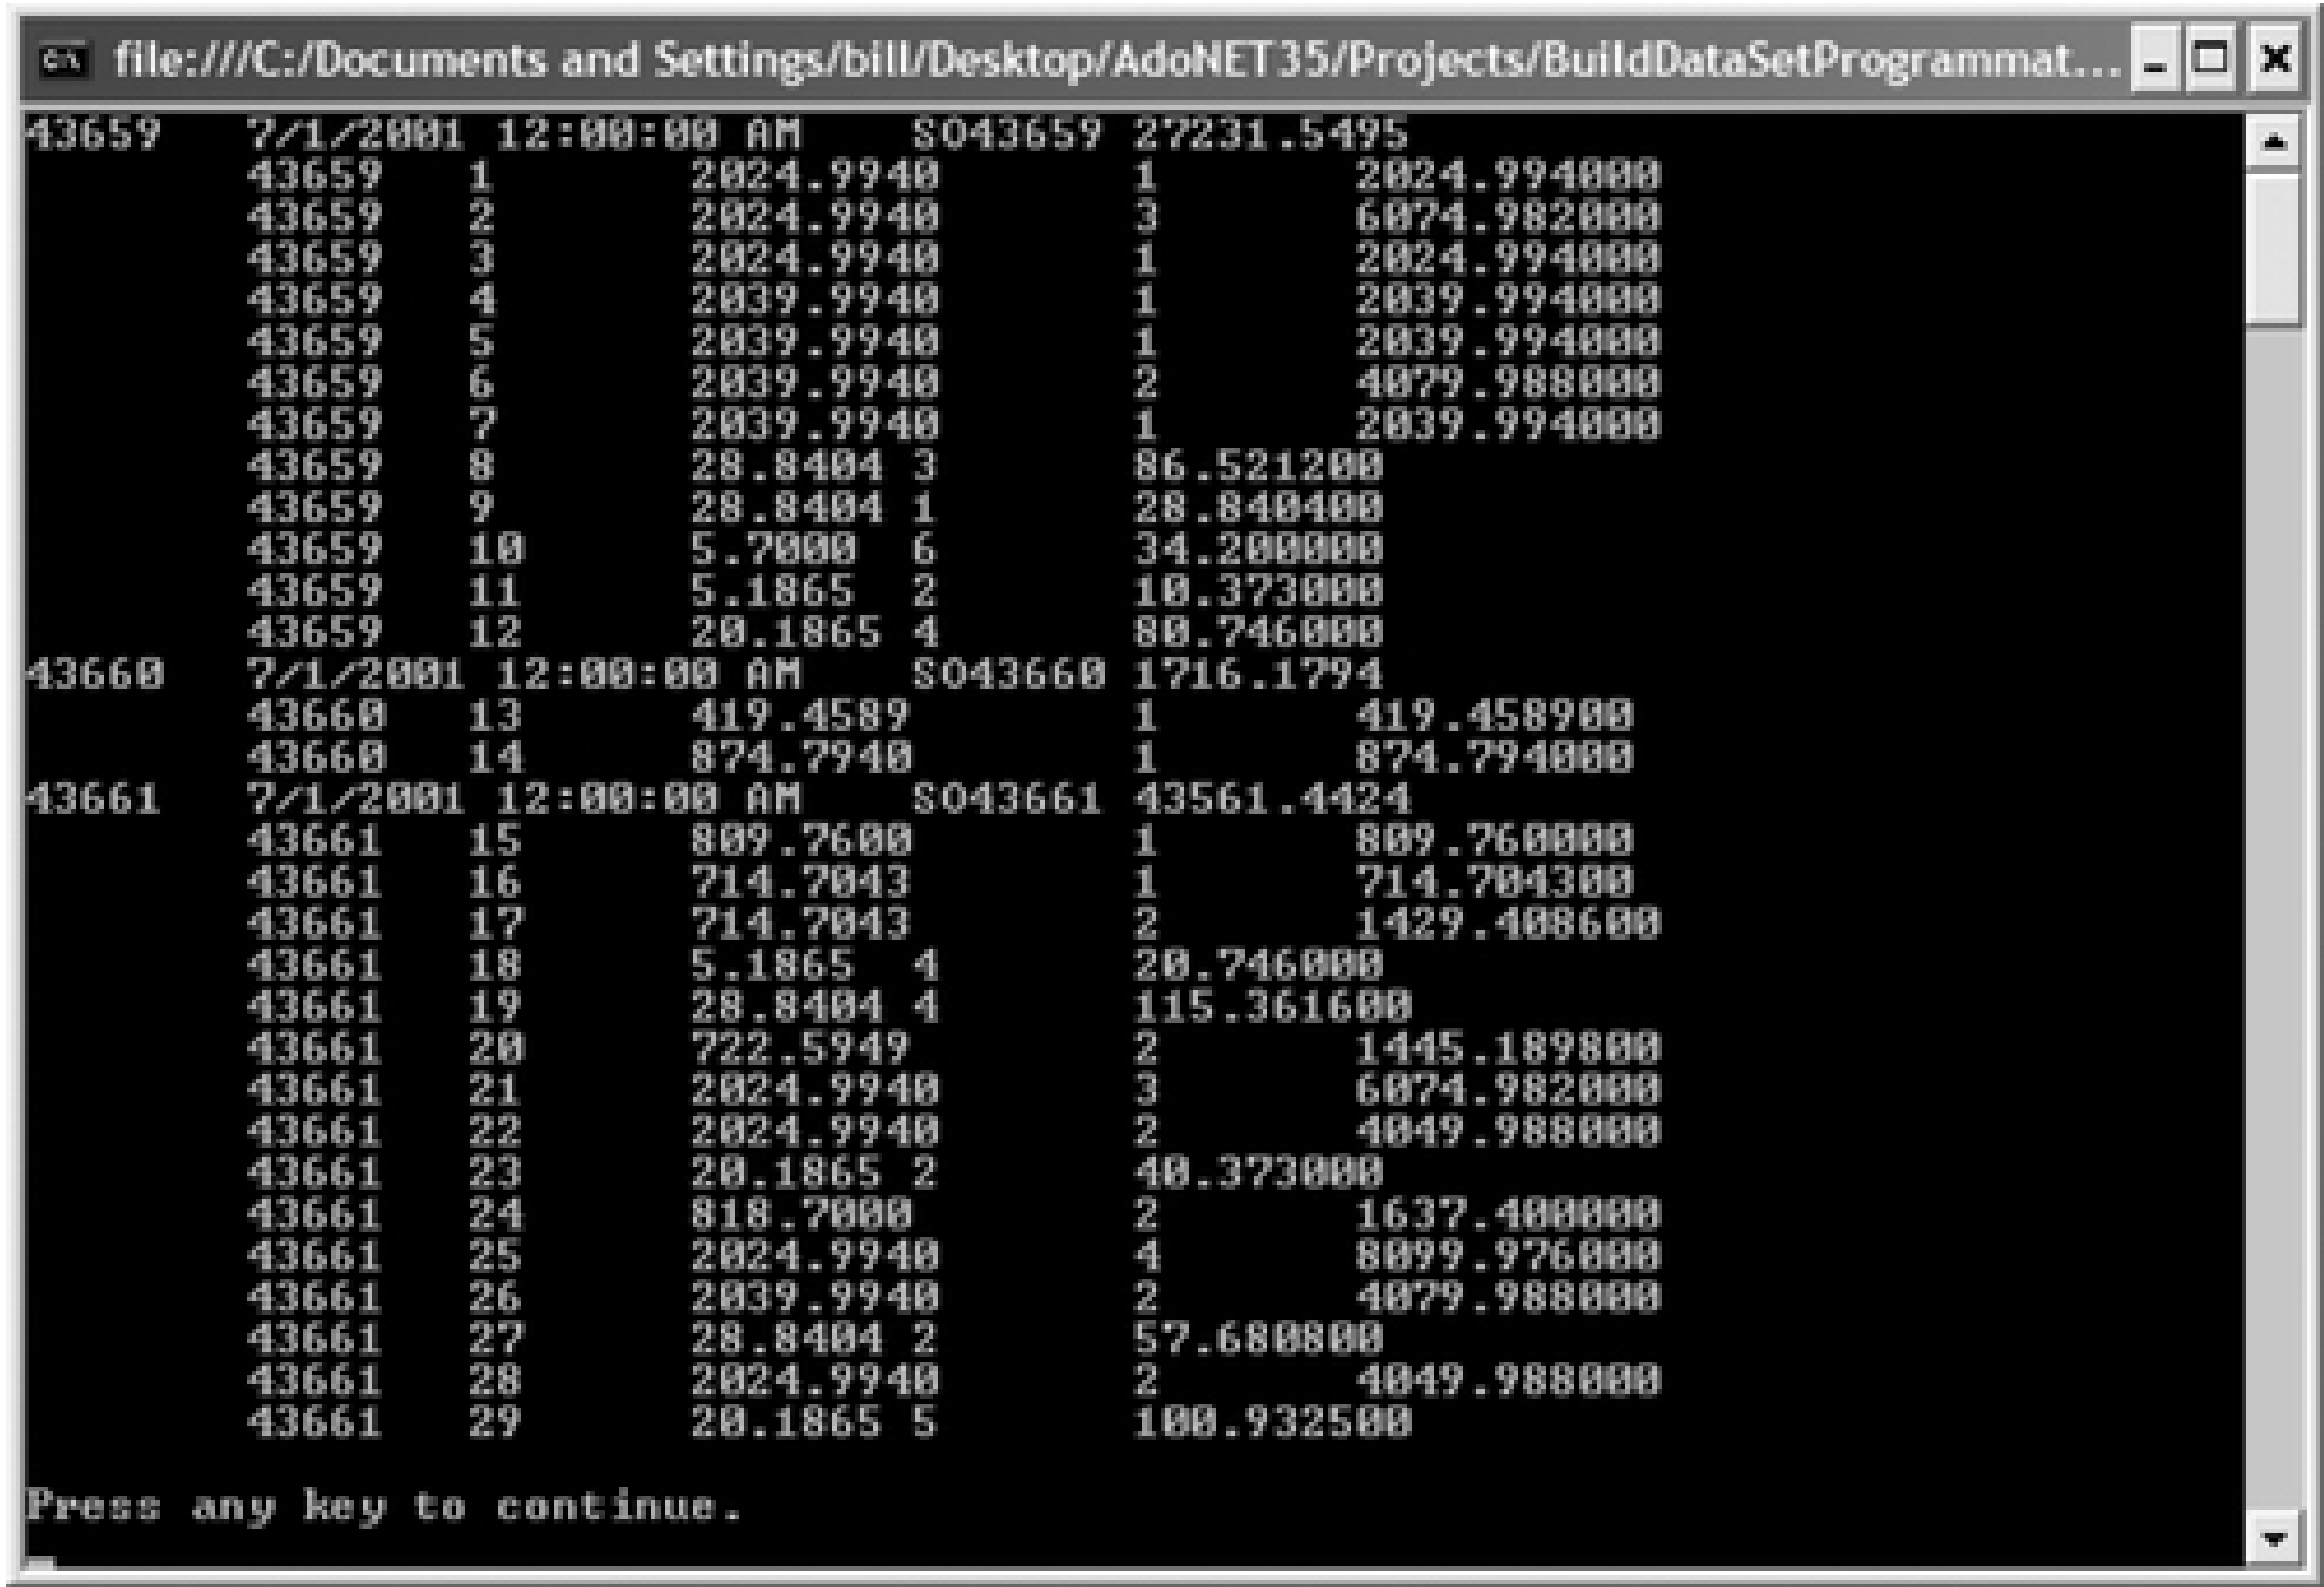 file:///C:/Documents and Settings/bill/Desktop/AdoNET35/Projects/BuildDataSetProgrammat...
43659 7/1/2001 12:00:00 AM SO43659 27231.5495
43659 1 2024.9940 1 2024.994000
43659 2 2024.9940 3 6074.982000
43659 3 2024.9940 1 2024.994000
43659 4 2039.9940 1 2039.994000
43659 5 2039.9940 1 2039.994000
43659 6 2039.9940 2 4079.988000
43659 7 2039.9940 1 2039.994000
43659 8 28.8404 3 86.521200
43659 9 28.8404 1 28.840400
43659 10 5.7000 6 34.200000
43659 11 5.1865 2 10.373000
43659 12 20.1865 4 80.746000
43660 7/1/2001 12:00:00 AM SO43660 1716.1794
43660 13 419.4589 1 419.458900
43660 14 874.7940 1 874.794000
43661 7/1/2001 12:00:00 AM SO43661 43561.4424
43661 15 809.7600 1 809.760000
43661 16 714.7043 1 714.704300
43661 17 714.7043 2 1429.408600
43661 18 5.1865 4 20.746000
43661 19 28.8404 4 115.361600
43661 20 722.5949 2 1445.189800
43661 21 2024.9940 3 6074.982000
43661 22 2024.9940 2 4049.988000
43661 23 20.1865 2 40.373000
43661 24 818.7000 2 1637.400000
43661 25 2024.9940 4 8099.976000
43661 26 2039.9940 2 4079.988000
43661 27 28.8404 2 57.680800
43661 28 2024.9940 2 4049.988000
43661 29 20.1865 5 100.932500
Press any key to continue.